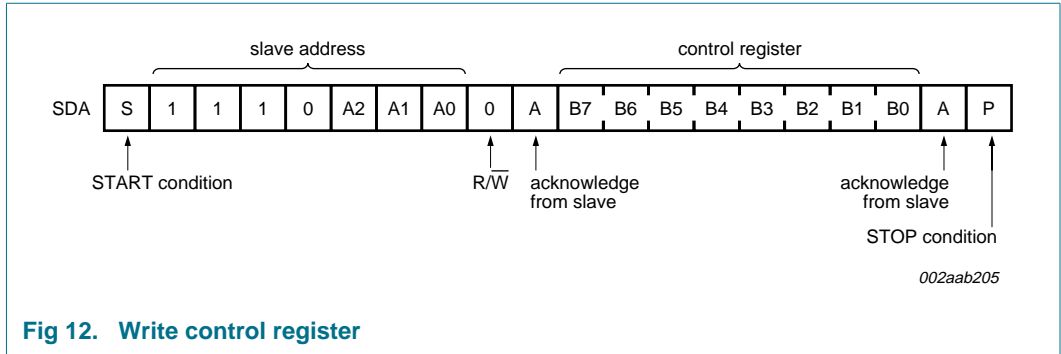 slave address
control register
SDA S 1 1 1 0 A2 A1 A0 0 A B7 B6 B5 B4 B3 B2 B1 B0 A P
START condition
R/W̅
acknowledge
from slave
acknowledge
from slave
STOP condition
002aab205
Fig 12. Write control register